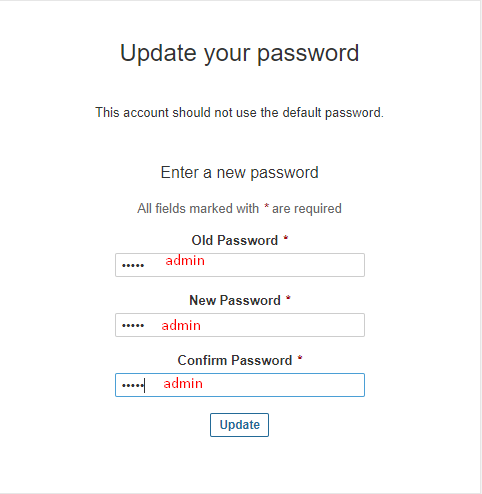 Update your password
This account should not use the default password.
Enter a new password
All fields marked with * are required
Old Password *
••••• admin
New Password *
••••• admin
Confirm Password *
••••• admin
Update